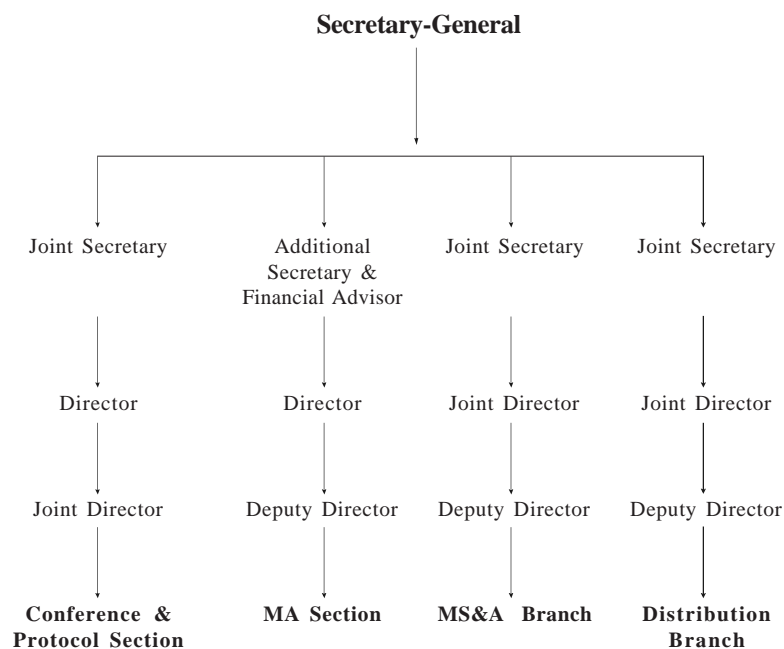 Secretary-General
Joint Secretary
Additional
Secretary &
Financial Advisor
Joint Secretary
Joint Secretary
Director
Director
Joint Director
Joint Director
Joint Director
Deputy Director
Deputy Director
Deputy Director
Conference &
Protocol Section
MA Section
MS&A Branch
Distribution
Branch